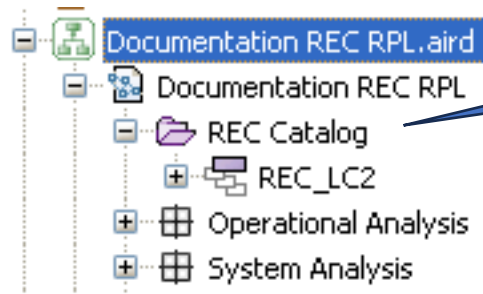 Documentation REC RPL.aird
Documentation REC RPL
REC Catalog
REC_LC2
Operational Analysis
System Analysis